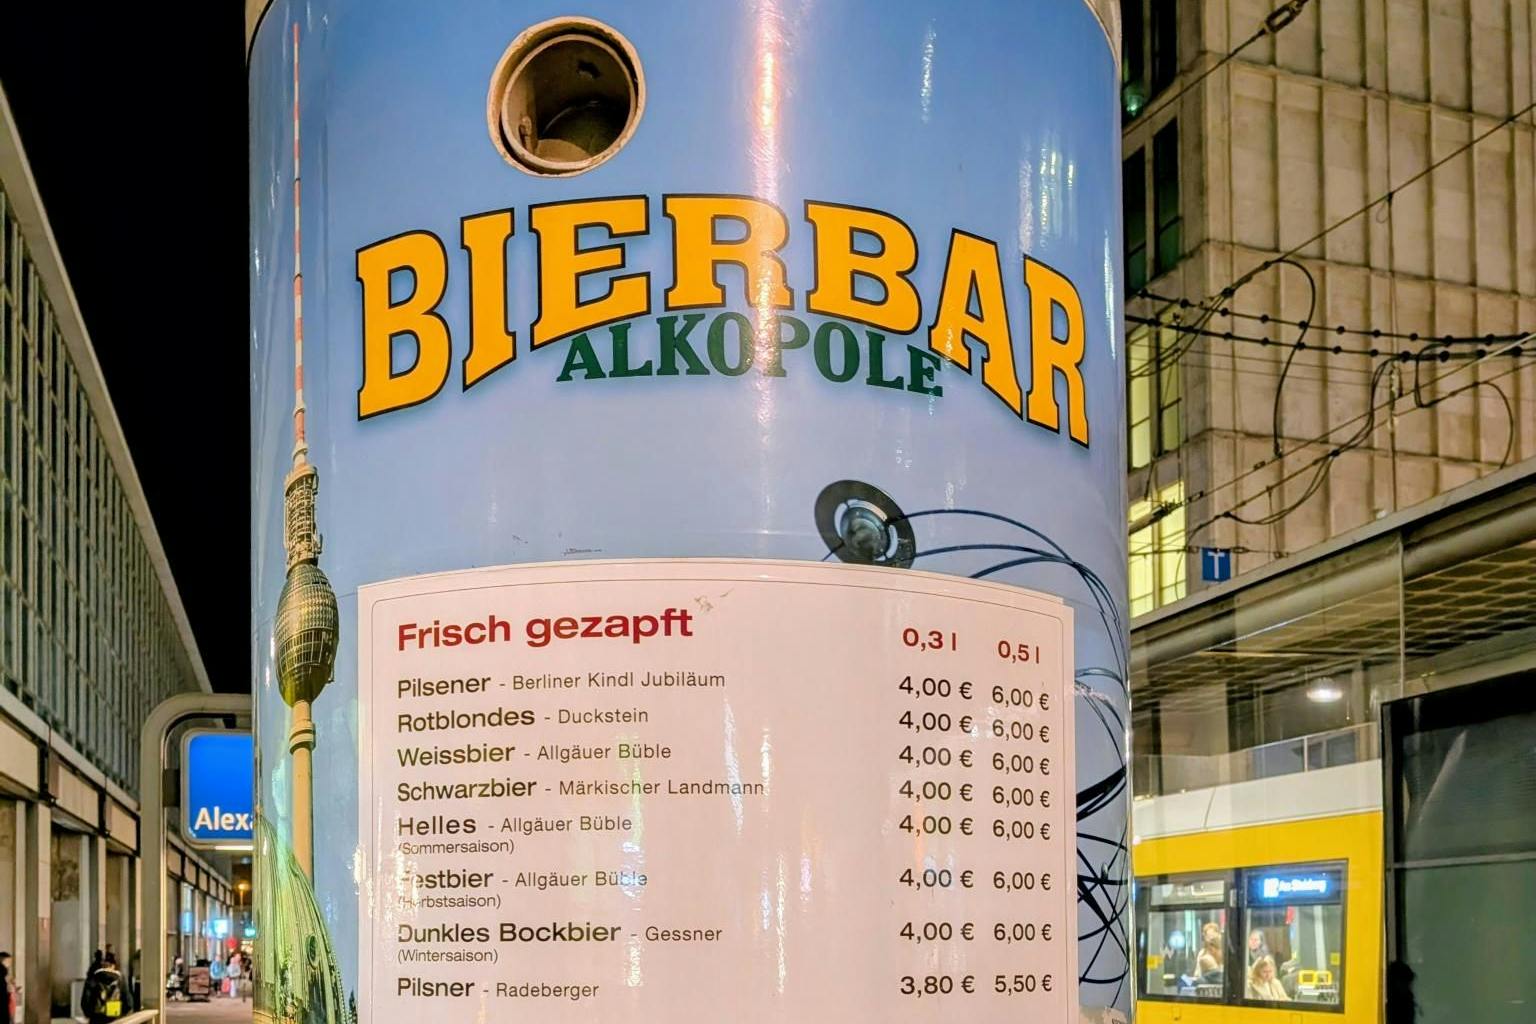 BIERBAR
ALKOPOLE
Frisch gezapft 0,3 l 0,5 l
Pilsener - Berliner Kindl Jubiläum 4,00 € 6,00 €
Rotblondes - Duckstein 4,00 € 6,00 €
Weissbier - Allgäuer Büble 4,00 € 6,00 €
Schwarzbier - Märkischer Landmann 4,00 € 6,00 €
Helles - Allgäuer Büble 4,00 € 6,00 €
(Sommersaison)
Festbier - Allgäuer Büble 4,00 € 6,00 €
(Herbstsaison)
Dunkles Bockbier - Gessner 4,00 € 6,00 €
(Wintersaison)
Pilsner - Radeberger 3,80 € 5,50 €
Alexa
T